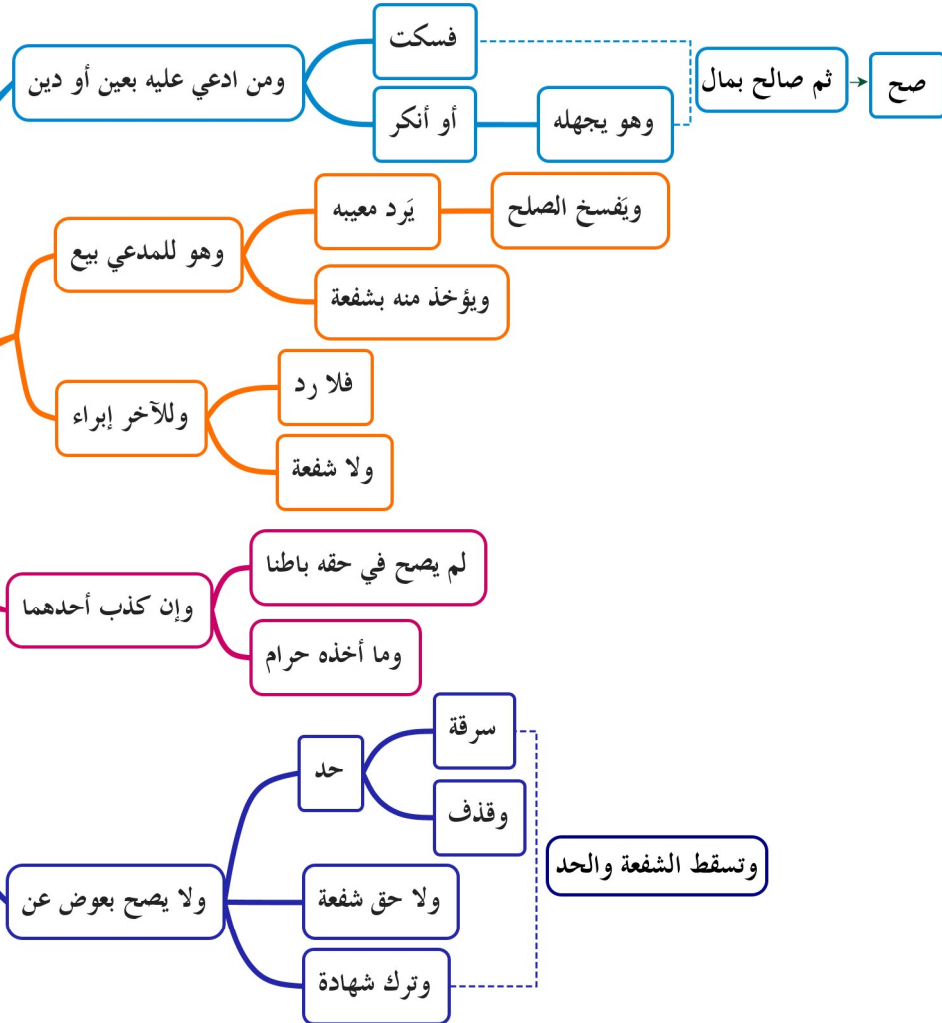 ومن ادعي عليه بعين أو دين
فسكت
أو أنكر
وهو يجهله
ثم صالح بمال
صح
وهو للمدعي بيع
يَرد معيبه
ويَفسخ الصلح
ويؤخذ منه بشفعة
وللآخر إبراء
فلا رد
ولا شفعة
وإن كذب أحدهما
لم يصح في حقه باطنا
وما أخذه حرام
ولا يصح بعوض عن
حد
سرقة
وقذف
ولا حق شفعة
وترك شهادة
وتسقط الشفعة والحد